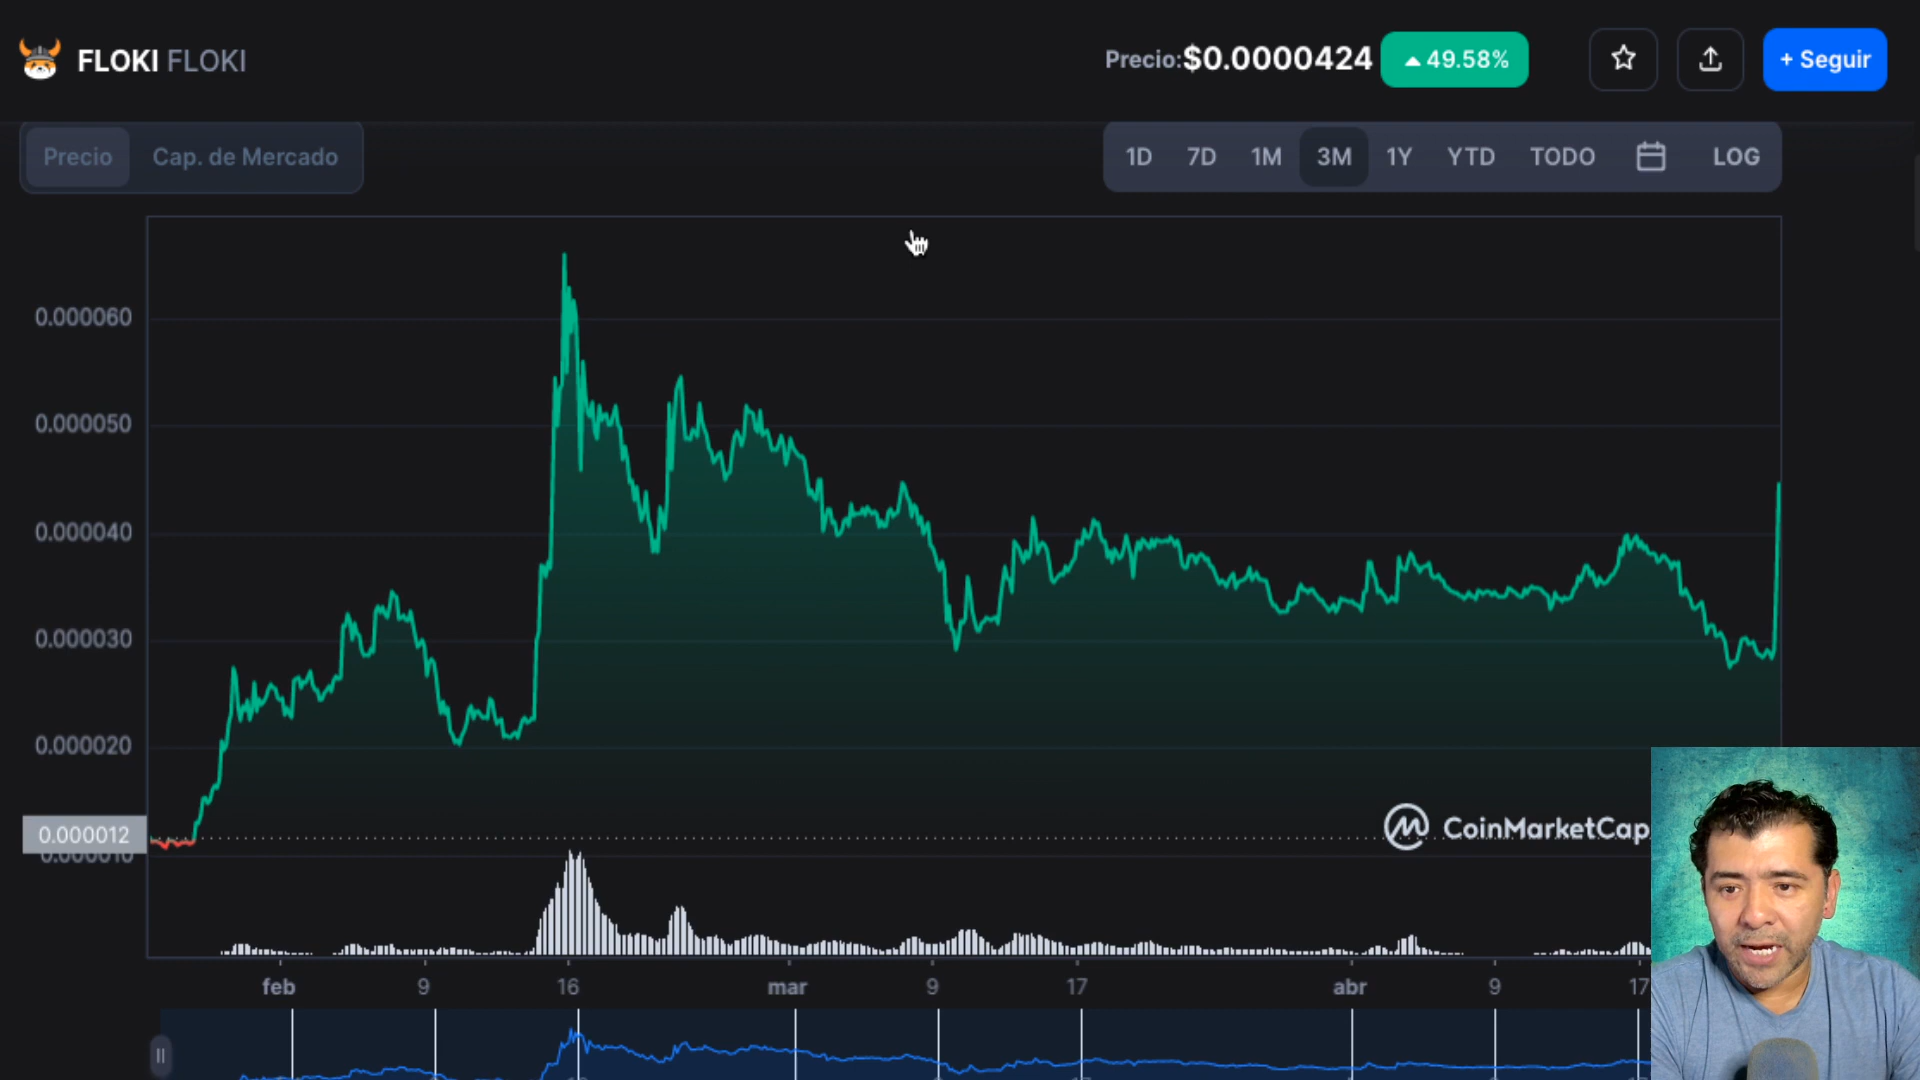 FLOKI FLOKI
Precio:$0.0000424 ▲49.58% + Seguir
Precio Cap. de Mercado
1D 7D 1M 3M 1Y YTD TODO LOG
0.000060
0.000050
0.000040
0.000030
0.000020
0.000012
0.000010
CoinMarketCap
feb 9 16 mar 9 17 abr 9 17